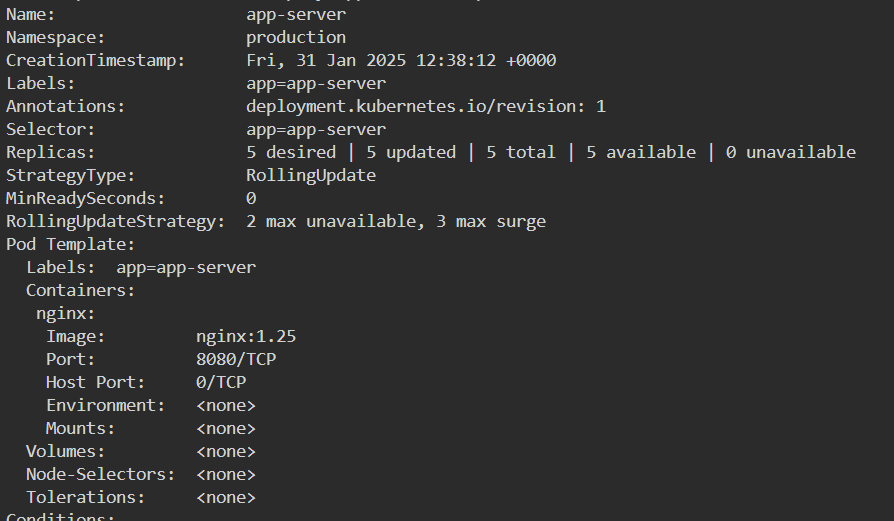 Name:                   app-server
Namespace:              production
CreationTimestamp:      Fri, 31 Jan 2025 12:38:12 +0000
Labels:                 app=app-server
Annotations:            deployment.kubernetes.io/revision: 1
Selector:               app=app-server
Replicas:               5 desired | 5 updated | 5 total | 5 available | 0 unavailable
StrategyType:           RollingUpdate
MinReadySeconds:        0
RollingUpdateStrategy:  2 max unavailable, 3 max surge
Pod Template:
  Labels:  app=app-server
  Containers:
   nginx:
    Image:         nginx:1.25
    Port:          8080/TCP
    Host Port:     0/TCP
    Environment:   <none>
    Mounts:        <none>
  Volumes:         <none>
  Node-Selectors:  <none>
  Tolerations:     <none>
Conditions: